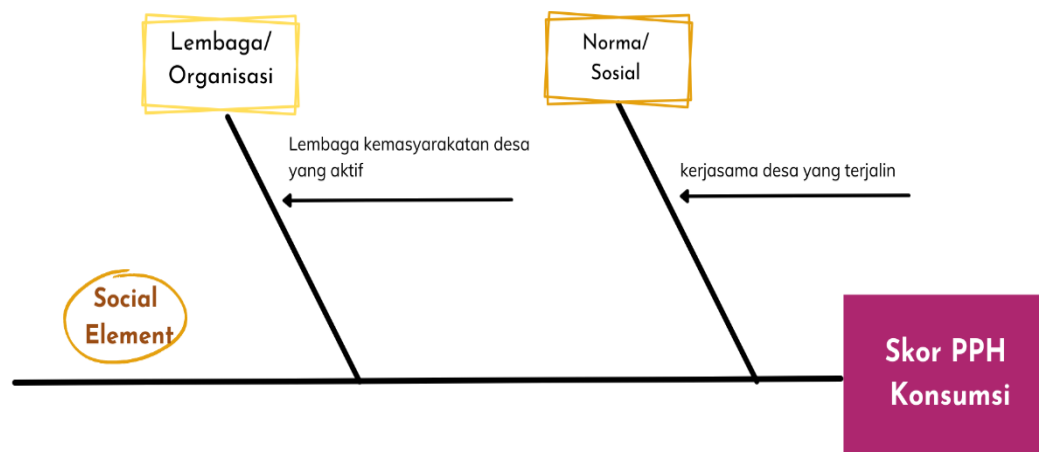 Lembaga/
Organisasi
Norma/
Sosial
Lembaga kemasyarakatan desa
yang aktif
kerjasama desa yang terjalin
Social
Element
Skor PPH
Konsumsi